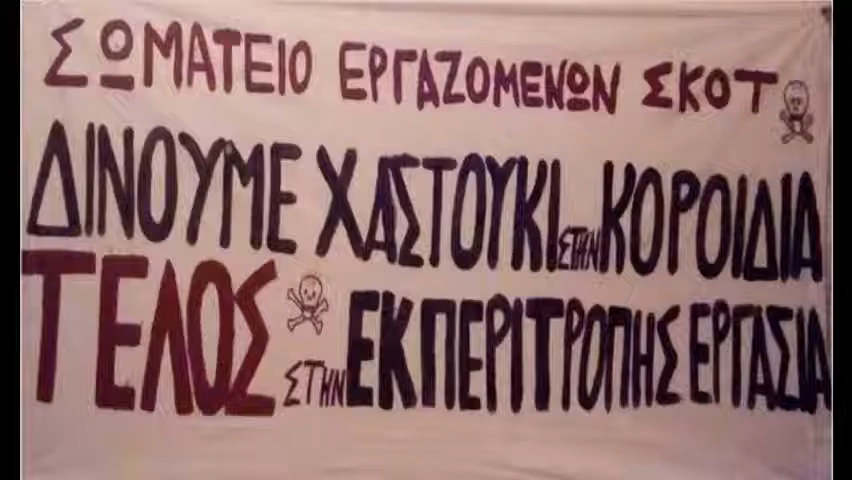 ΣΩΜΑΤΕΙΟ ΕΡΓΑΖΟΜΕΝΩΝ ΣΚΟΤ
ΔΙΝΟΥΜΕ ΧΑΣΤΟΥΚΙ ΣΤΗΝ ΚΟΡΟΙΔΙΑ
ΤΕΛΟΣ ΣΤΗΝ ΕΚ ΠΕΡΙΤΡΟΠΗΣ ΕΡΓΑΣΙΑ